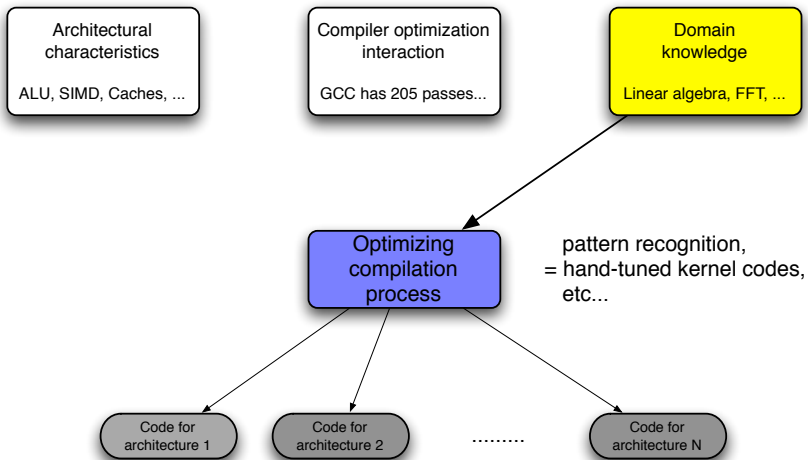 Architectural
characteristics
ALU, SIMD, Caches, ...
Compiler optimization
interaction
GCC has 205 passes...
Domain
knowledge
Linear algebra, FFT, ...
Optimizing
compilation
process
pattern recognition,
= hand-tuned kernel codes,
etc...
Code for
architecture 1
Code for
architecture 2
.........
Code for
architecture N